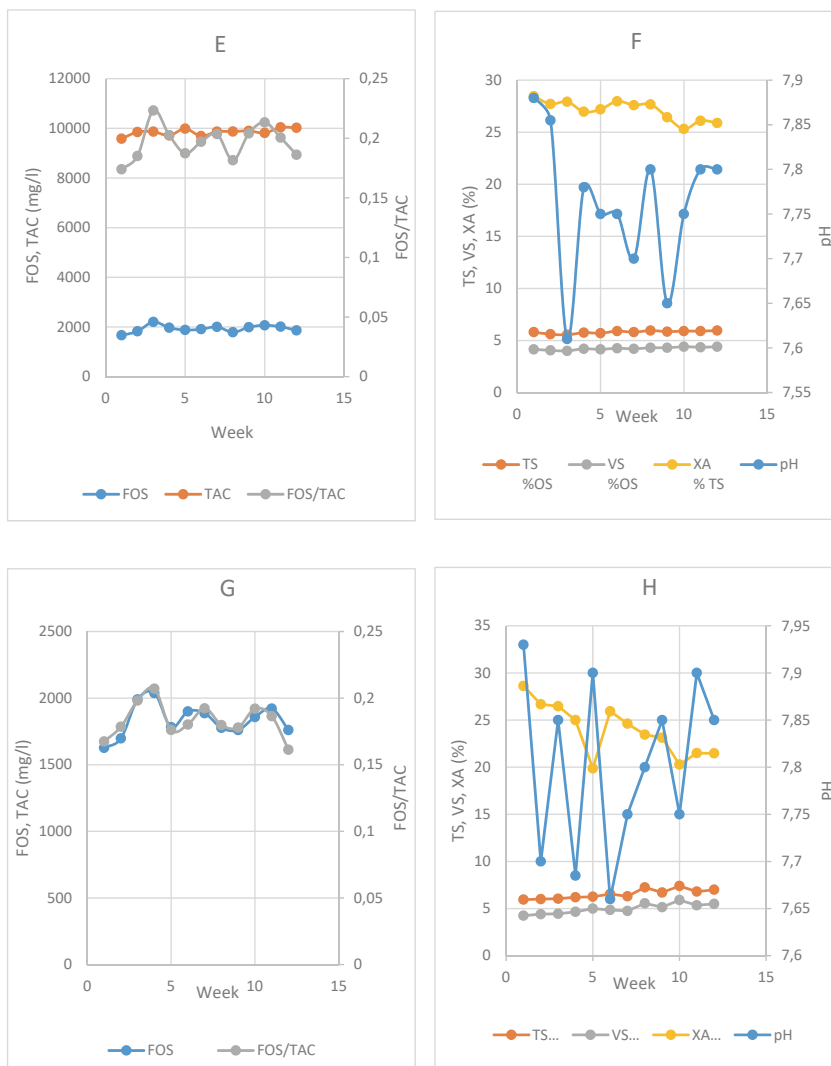 E
12000
10000
8000
6000
4000
2000
0
FOS, TAC (mg/l)
0,25
0,2
0,15
0,1
0,05
0
FOS/TAC
0
5
10
15
Week
FOS
TAC
FOS/TAC
F
30
25
20
15
10
5
0
TS, VS, XA (%)
7,9
7,85
7,8
7,75
7,7
7,65
7,6
7,55
pH
0
5
10
15
Week
TS
%OS
VS
%OS
XA
% TS
pH
G
2500
2000
1500
1000
500
0
FOS, TAC (mg/l)
0,25
0,2
0,15
0,1
0,05
0
FOS/TAC
0
5
10
15
Week
FOS
FOS/TAC
H
35
30
25
20
15
10
5
0
TS, VS, XA (%)
7,95
7,9
7,85
7,8
7,75
7,7
7,65
7,6
PH
0
5
10
15
Week
TS...
VS...
XA...
pH